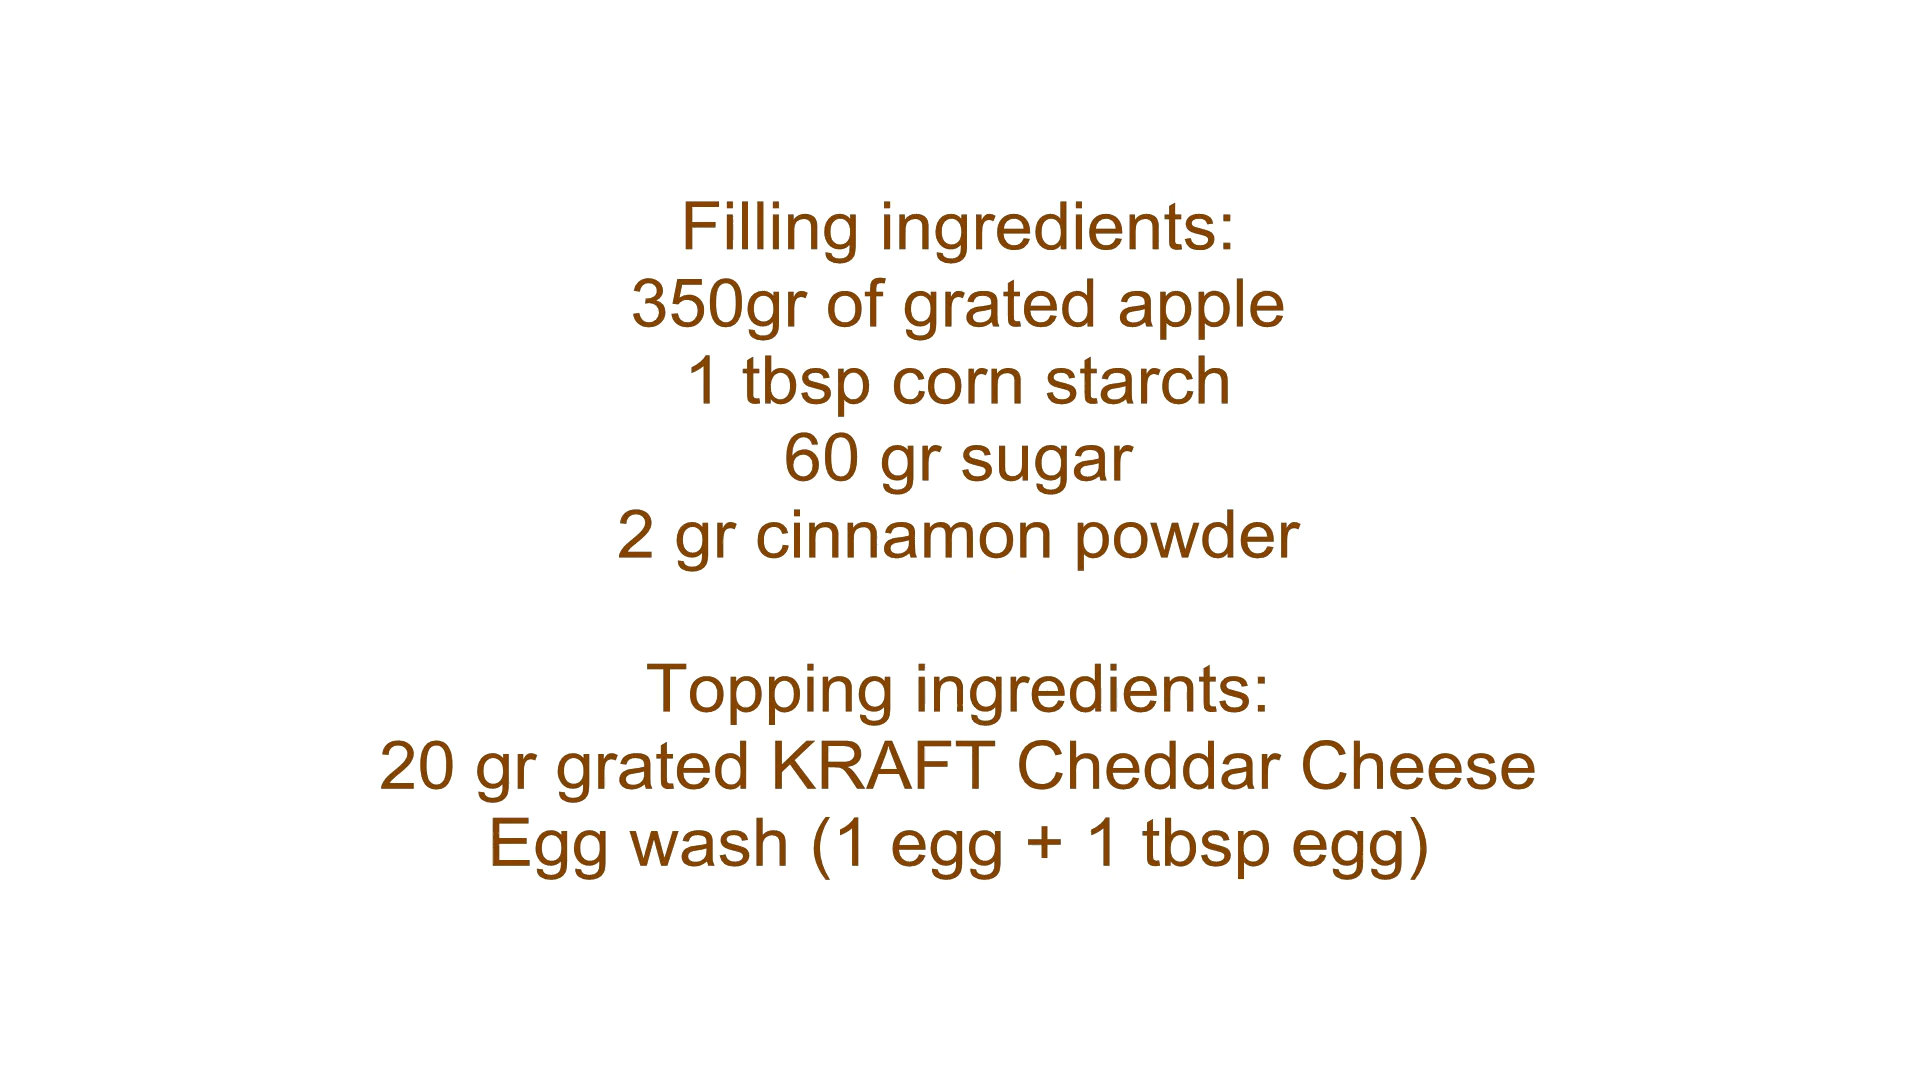 Filling ingredients:
350gr of grated apple
1 tbsp corn starch
60 gr sugar
2 gr cinnamon powder
Topping ingredients:
20 gr grated KRAFT Cheddar Cheese
Egg wash (1 egg + 1 tbsp egg)